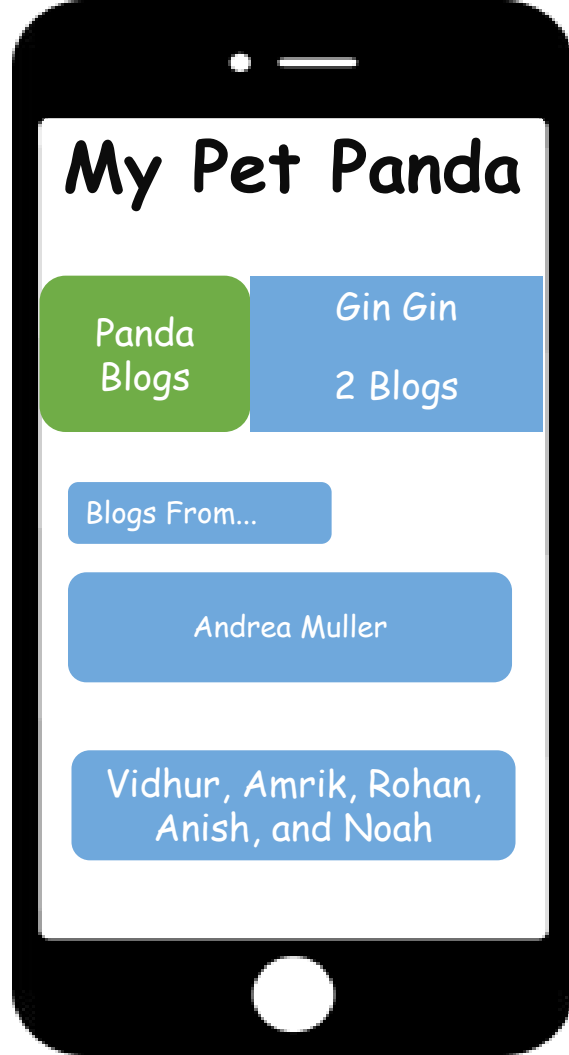 My Pet Panda
Panda
Blogs
Gin Gin
2 Blogs
Blogs From...
Andrea Muller
Vidhur, Amrik, Rohan,
Anish, and Noah